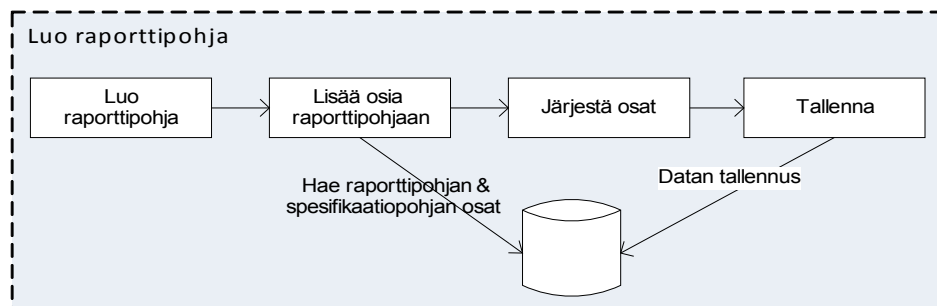 Luo raporttipohja
Luo
raporttipohja
Lisää osia
raporttipohjaan
Järjestä osat
Tallenna
Hae raporttipohjan &
spesifikaatiopohjan osat
Datan tallennus